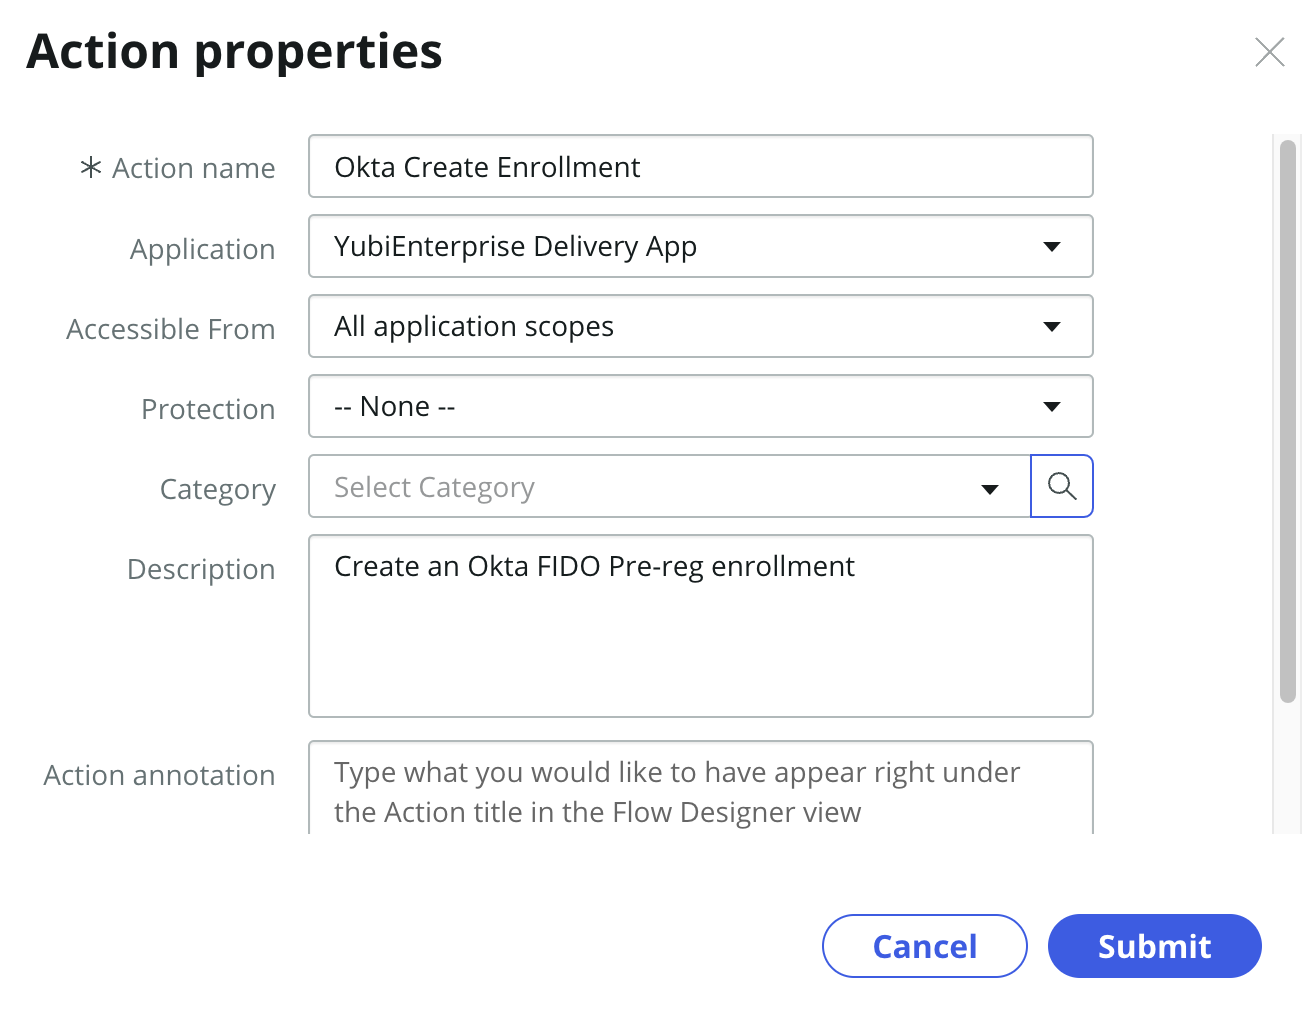 Action properties
* Action name
Okta Create Enrollment
Application
YubiEnterprise Delivery App
Accessible From
All application scopes
Protection
-- None --
Category
Select Category
Description
Create an Okta FIDO Pre-reg enrollment
Action annotation
Type what you would like to have appear right under
the Action title in the Flow Designer view
Cancel
Submit